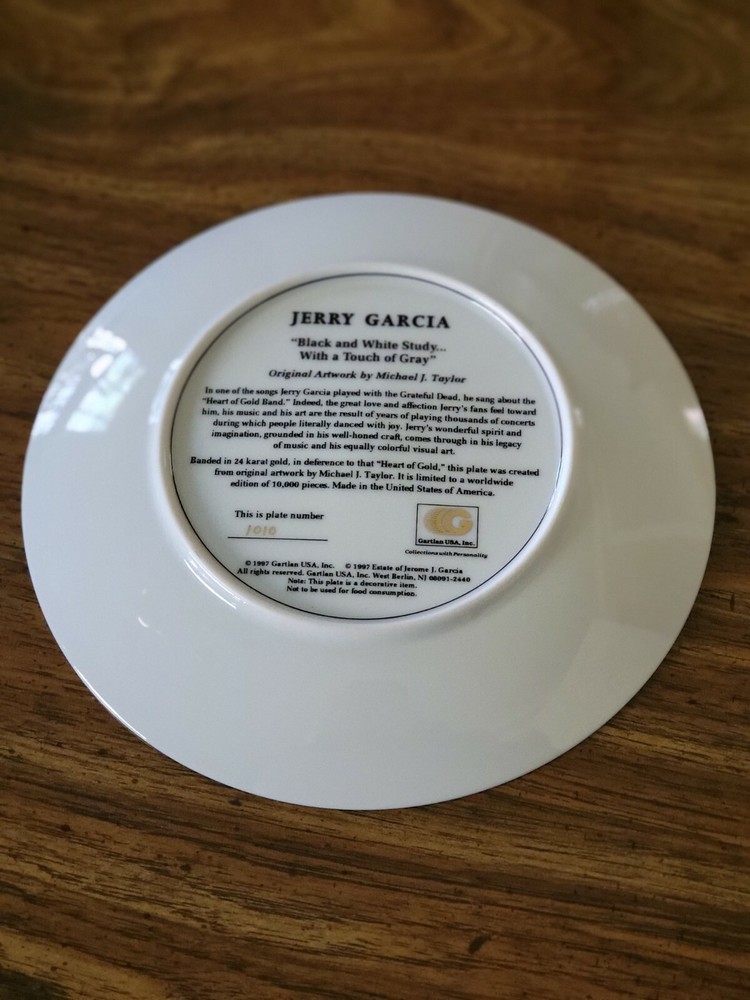 JERRY GARCIA
"Black and White Study...
With a Touch of Gray"
Original Artwork by Michael J. Taylor
In one of the songs Jerry Garcia played with the Grateful Dead, he sang about the
"Heart of Gold Band." Indeed, the great love and affection Jerry's fans feel toward
him, his music and his art are the result of years of playing thousands of concerts
during which people literally danced with joy. Jerry's wonderful spirit and
imagination, grounded in his well-honed craft, comes through in his legacy
of music and his equally colorful visual art.
Banded in 24 karat gold, in deference to that "Heart of Gold," this plate was created
from original artwork by Michael J. Taylor. It is limited to a worldwide
edition of 10,000 pieces. Made in the United States of America.
This is plate number
1010
G
Gartlan USA, Inc.
Collections with Personality
© 1997 Gartlan USA, Inc. © 1997 Estate of Jerome J. Garcia
All rights reserved. Gartlan USA, Inc. West Berlin, NJ 08091-2440
Note: This plate is a decorative item.
Not to be used for food consumption.